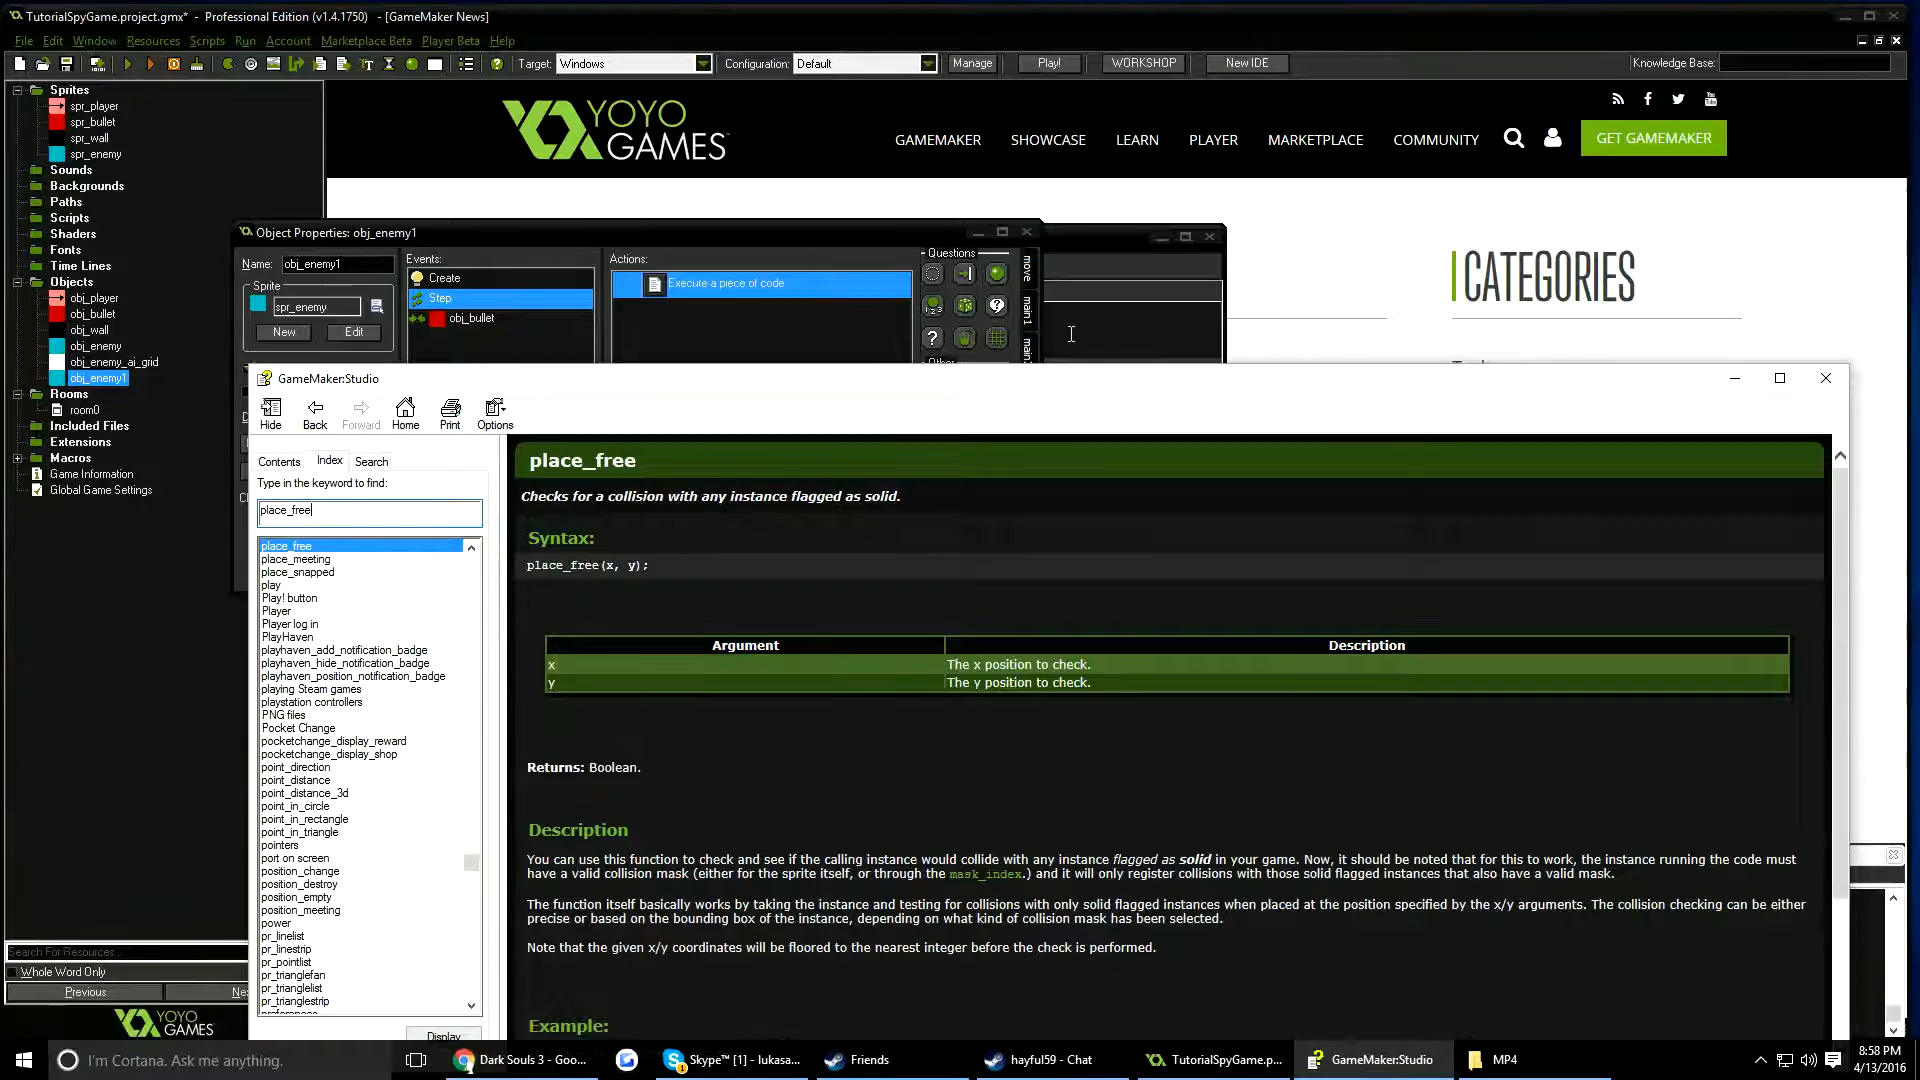 TutorialSpyGame.project.gmx* - Professional Edition (v1.4.1750) - [GameMaker News]
File Edit Window Resources Scripts Run Account Marketplace Beta Player Beta Help
Target: Windows Configuration: Default Manage Play! WORKSHOP New IDE Knowledge Base:
Sprites
spr_player
spr_bullet
spr_wall
spr_enemy
Sounds
Backgrounds
Paths
Scripts
Shaders
Fonts
Time Lines
Objects
obj_player
obj_bullet
obj_wall
obj_enemy
obj_enemy_ai_grid
obj_enemy1
Rooms
room0
Included Files
Extensions
Macros
Game Information
Global Game Settings
Search For Resources...
Whole Word Only
Previous
YOYO
GAMES
YOYO
GAMES™
GAMEMAKER SHOWCASE LEARN PLAYER MARKETPLACE COMMUNITY GET GAMEMAKER
CATEGORIES
Object Properties: obj_enemy1
Name: obj_enemy1
Sprite
spr_enemy
New Edit
Events:
Create
Step
obj_bullet
Actions:
Execute a piece of code
Questions
move
main1
GameMaker:Studio
Hide Back Forward Home Print Options
Contents Index Search
Type in the keyword to find:
place_free
place_free
place_meeting
place_snapped
play
Play! button
Player
Player log in
PlayHaven
playhaven_add_notification_badge
playhaven_hide_notification_badge
playhaven_position_notification_badge
playing Steam games
playstation controllers
PNG files
Pocket Change
pocketchange_display_reward
pocketchange_display_shop
point_direction
point_distance
point_distance_3d
point_in_circle
point_in_rectangle
point_in_triangle
pointers
port on screen
position_change
position_destroy
position_empty
position_meeting
power
pr_linelist
pr_linestrip
pr_pointlist
pr_trianglefan
pr_trianglelist
pr_trianglestrip
Display
place_free
Checks for a collision with any instance flagged as solid.
Syntax:
place_free(x, y);
Argument Description
x The x position to check.
y The y position to check.
Returns: Boolean.
Description
You can use this function to check and see if the calling instance would collide with any instance flagged as solid in your game. Now, it should be noted that for this to work, the instance running the code must
have a valid collision mask (either for the sprite itself, or through the mask_index.) and it will only register collisions with those solid flagged instances that also have a valid mask.
The function itself basically works by taking the instance and testing for collisions with only solid flagged instances when placed at the position specified by the x/y arguments. The collision checking can be either
precise or based on the bounding box of the instance, depending on what kind of collision mask has been selected.
Note that the given x/y coordinates will be floored to the nearest integer before the check is performed.
Example:
I'm Cortana. Ask me anything.
Dark Souls 3 - Goo...
Skype™ [1] - lukasa...
Friends
hayful59 - Chat
TutorialSpyGame.p...
GameMaker:Studio
MP4
8:58 PM
4/13/2016